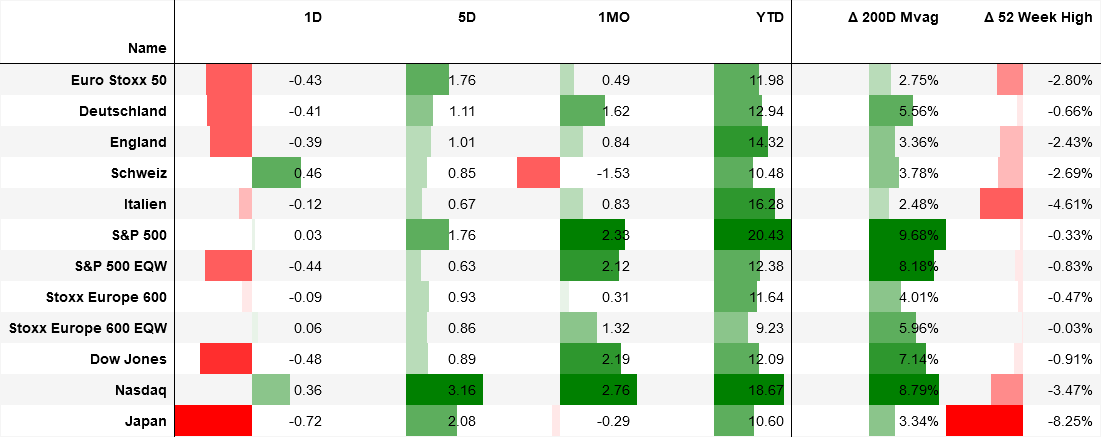 1D 5D 1MO YTD Δ 200D Mvag Δ 52 Week High
Name
Euro Stoxx 50 -0.43 1.76 0.49 11.98 2.75% -2.80%
Deutschland -0.41 1.11 1.62 12.94 5.56% -0.66%
England -0.39 1.01 0.84 14.32 3.36% -2.43%
Schweiz 0.46 0.85 -1.53 10.48 3.78% -2.69%
Italien -0.12 0.67 0.83 16.28 2.48% -4.61%
S&P 500 0.03 1.76 2.33 20.43 9.68% -0.33%
S&P 500 EQW -0.44 0.63 2.12 12.38 8.18% -0.83%
Stoxx Europe 600 -0.09 0.93 0.31 11.64 4.01% -0.47%
Stoxx Europe 600 EQW 0.06 0.86 1.32 9.23 5.96% -0.03%
Dow Jones -0.48 0.89 2.19 12.09 7.14% -0.91%
Nasdaq 0.36 3.16 2.76 18.67 8.79% -3.47%
Japan -0.72 2.08 -0.29 10.60 3.34% -8.25%